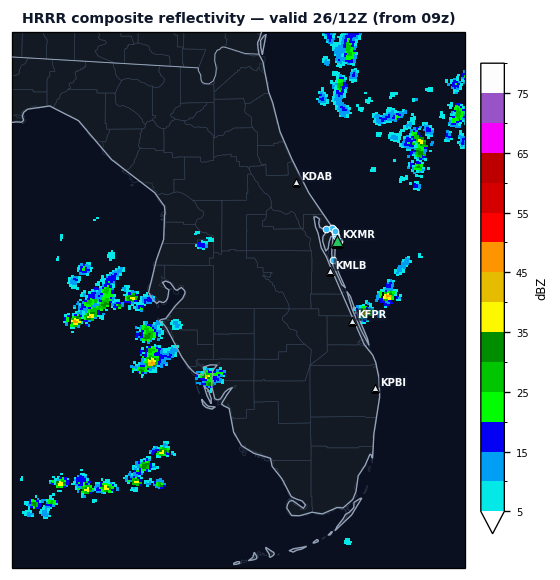 HRRR composite reflectivity — valid 26/12Z (from 09z)
KDAB
KXMR
KMLB
KFPR
KPBI
75
65
55
45
35
25
15
5
dBZ